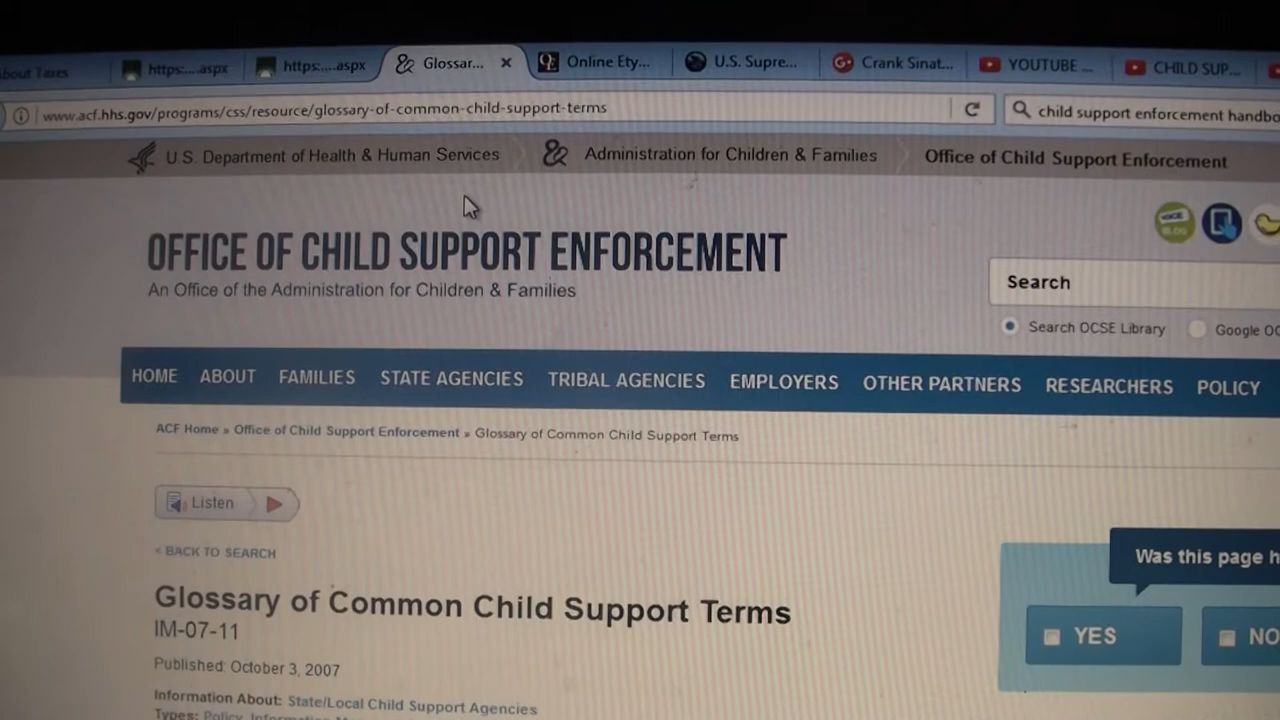 bout Taxes
https:....aspx
https:....aspx
Glossar...
Online Ety...
U.S. Supre...
Crank Sinat...
YOUTUBE ...
CHILD SUP...
www.acf.hhs.gov/programs/css/resource/glossary-of-common-child-support-terms
child support enforcement handbo
U.S. Department of Health & Human Services
Administration for Children & Families
Office of Child Support Enforcement
OFFICE OF CHILD SUPPORT ENFORCEMENT
An Office of the Administration for Children & Families
VOICE BLOG
Search
Search OCSE Library
Google OC
HOME ABOUT FAMILIES STATE AGENCIES TRIBAL AGENCIES EMPLOYERS OTHER PARTNERS RESEARCHERS POLICY
ACF Home » Office of Child Support Enforcement » Glossary of Common Child Support Terms
Listen
< BACK TO SEARCH
Was this page h
YES
NO
Glossary of Common Child Support Terms
IM-07-11
Published: October 3, 2007
Information About: State/Local Child Support Agencies
Types: Policy, Information